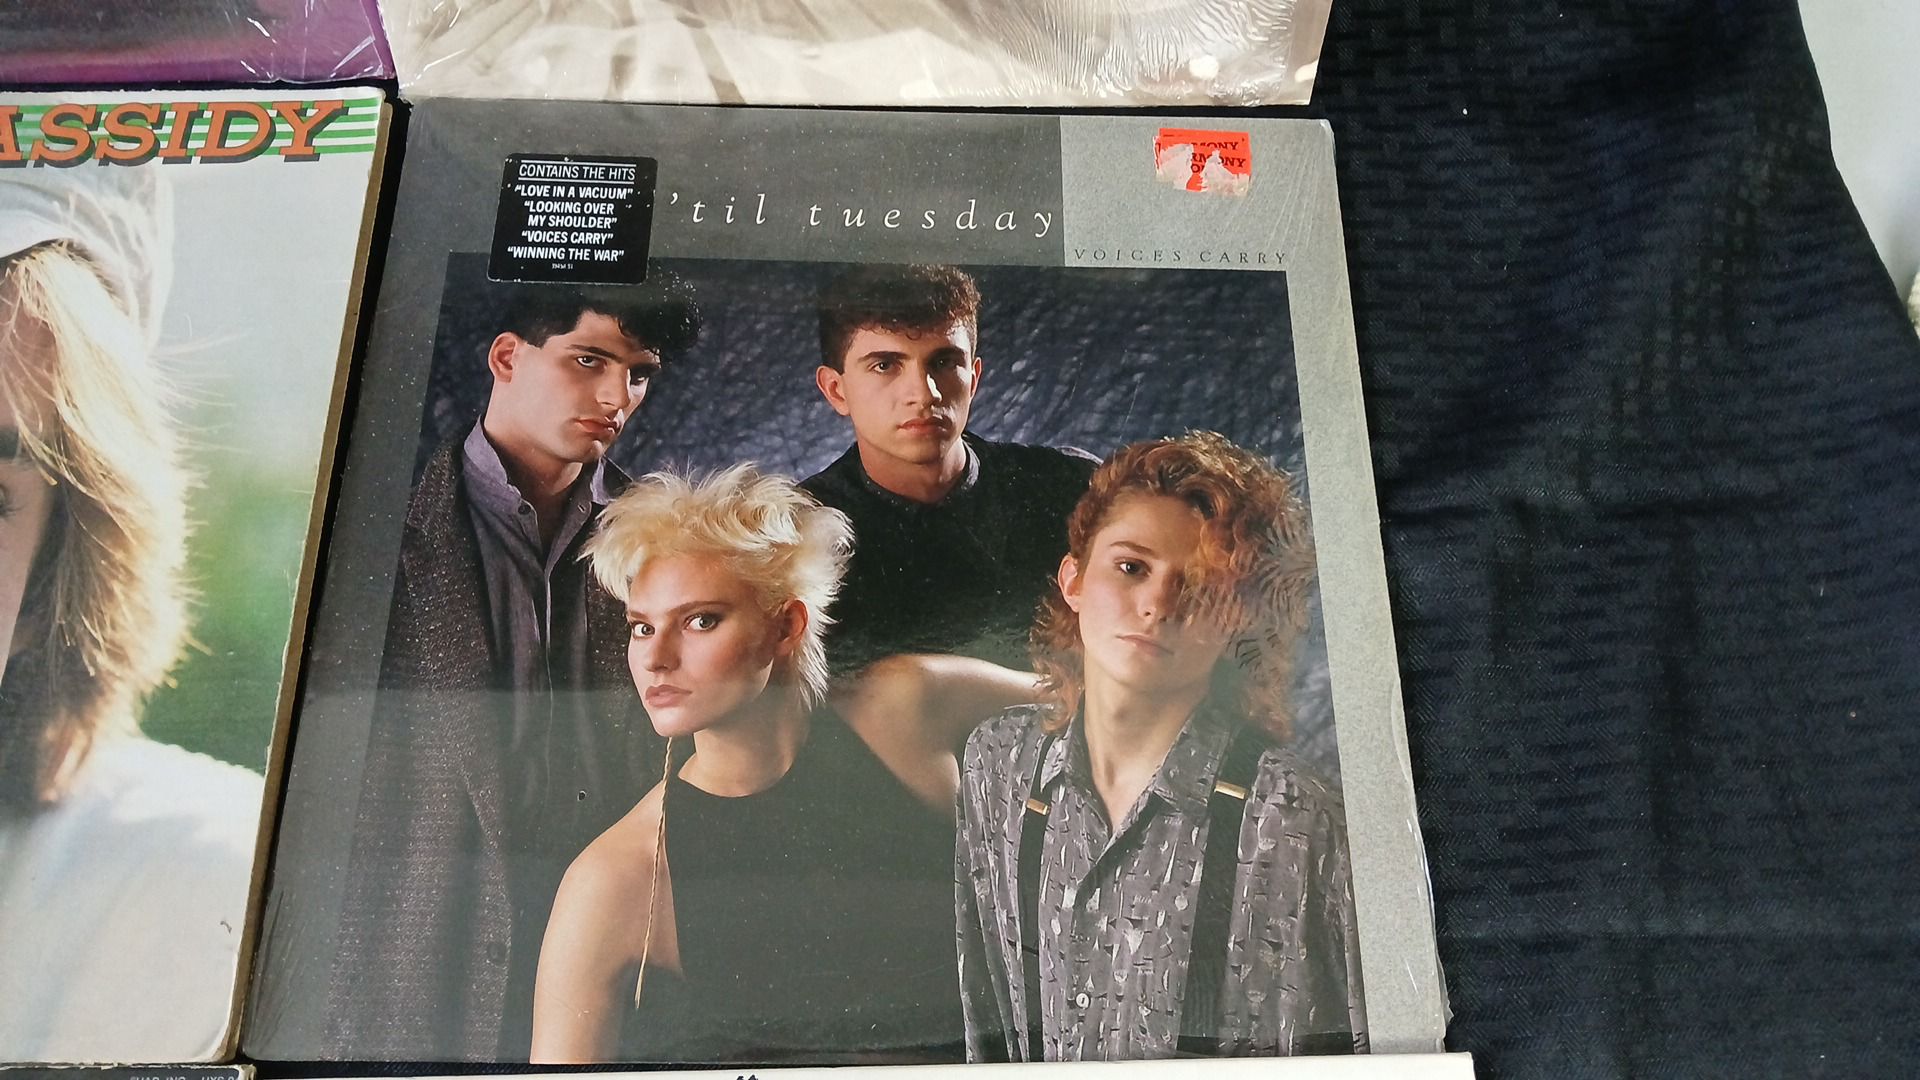 ASSIDY
CONTAINS THE HITS
"LOVE IN A VACUUM"
"LOOKING OVER
MY SHOULDER"
"VOICES CARRY"
"WINNING THE WAR"
'til tuesday
VOICES CARRY